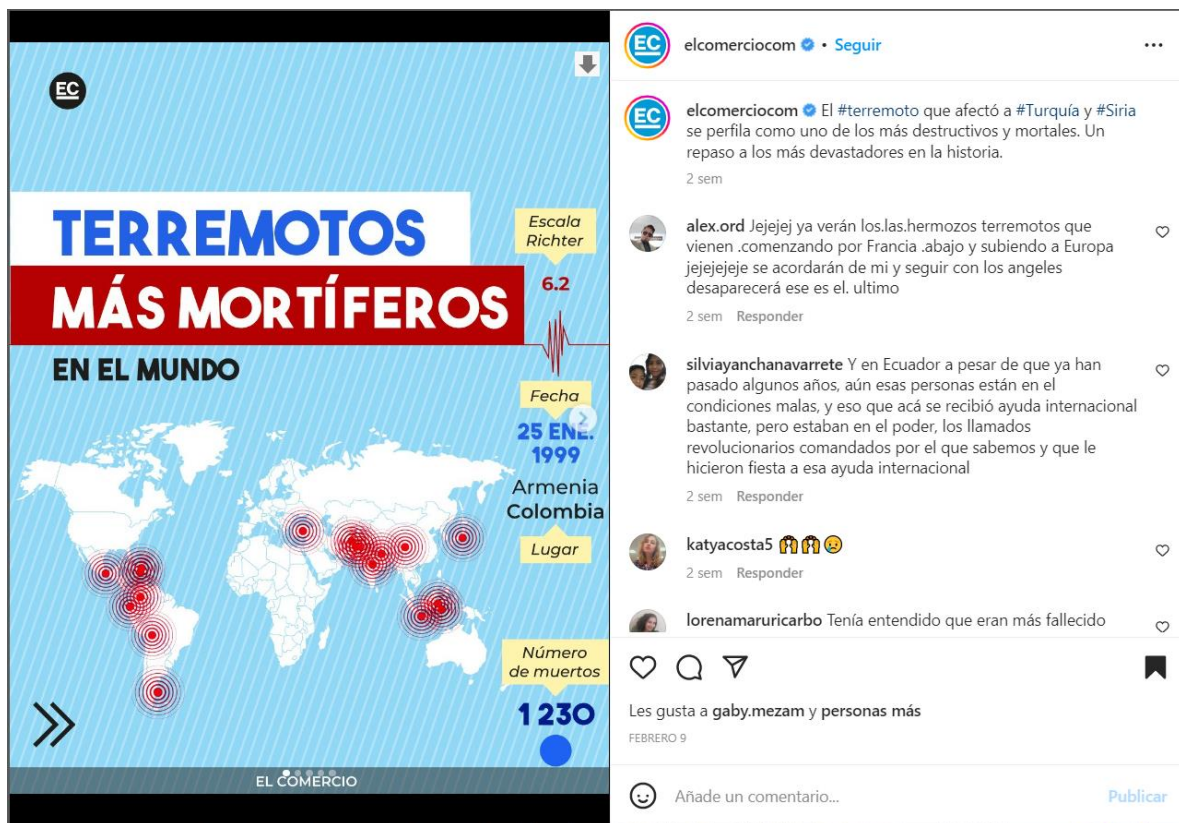 EC
TERREMOTOS
MÁS MORTÍFEROS
EN EL MUNDO
Escala
Richter
6.2
Fecha
25 ENE.
1999
Armenia
Colombia
Lugar
Número
de muertos
1 230
EL COMERCIO
EC
elcomerciocom • Seguir
EC
elcomerciocom El #terremoto que afectó a #Turquía y #Siria
se perfila como uno de los más destructivos y mortales. Un
repaso a los más devastadores en la historia.
2 sem
alex.ord Jejejej ya verán los.las.hermozos terremotos que
vienen .comenzando por Francia .abajo y subiendo a Europa
jejejejeje se acordarán de mi y seguir con los angeles
desaparecerá ese es el. ultimo
2 sem Responder
silviayanchanavarrete Y en Ecuador a pesar de que ya han
pasado algunos años, aún esas personas están en el
condiciones malas, y eso que acá se recibió ayuda internacional
bastante, pero estaban en el poder, los llamados
revolucionarios comandados por el que sabemos y que le
hicieron fiesta a esa ayuda internacional
2 sem Responder
katyacosta5 🙌🙌😥
2 sem Responder
lorenamaruricarbo Tenía entendido que eran más fallecido
Les gusta a gaby.mezam y personas más
FEBRERO 9
Añade un comentario... Publicar